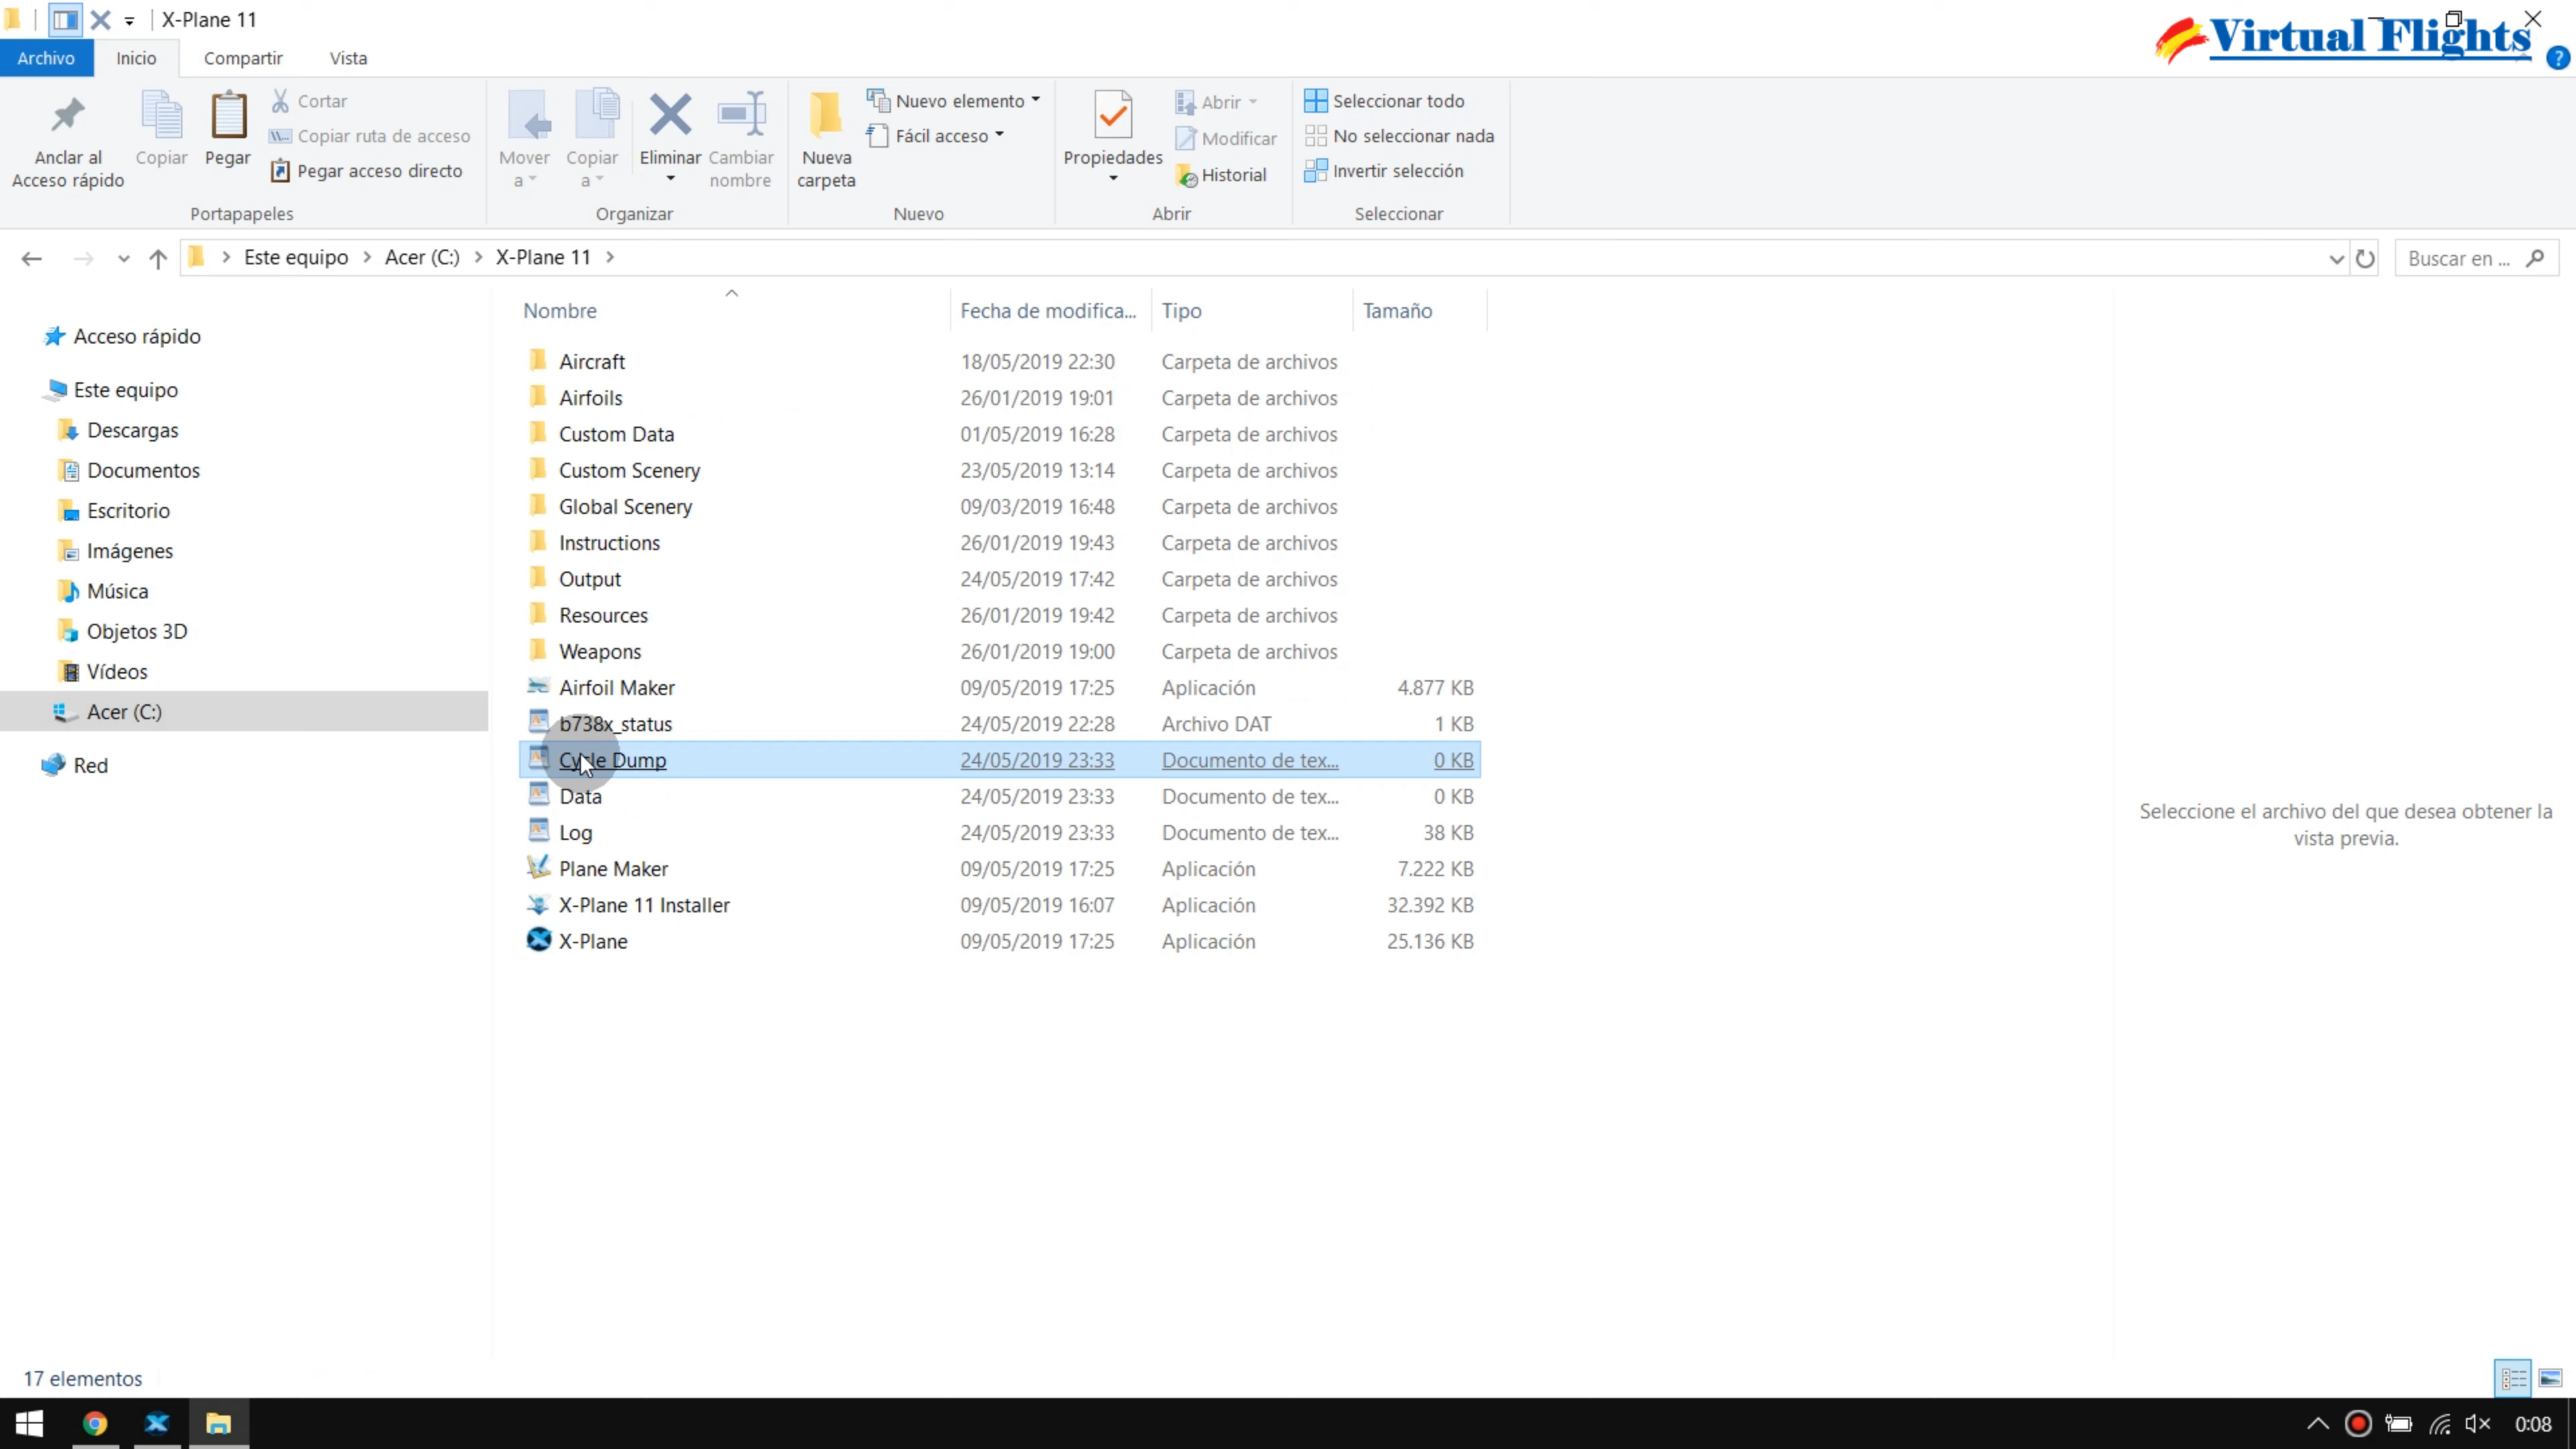 X-Plane 11
Virtual Flights
Archivo Inicio Compartir Vista
?
Anclar al Acceso rápido
Copiar
Pegar
Cortar
Copiar ruta de acceso
Pegar acceso directo
Portapapeles
Mover a
Copiar a
Eliminar
Cambiar nombre
Organizar
Nueva carpeta
Nuevo elemento
Fácil acceso
Nuevo
Propiedades
Abrir
Modificar
Historial
Abrir
Seleccionar todo
No seleccionar nada
Invertir selección
Seleccionar
Este equipo > Acer (C:) > X-Plane 11 >
Buscar en ...
Acceso rápido
Este equipo
Descargas
Documentos
Escritorio
Imágenes
Música
Objetos 3D
Vídeos
Acer (C:)
Red
Nombre Fecha de modifica... Tipo Tamaño
Aircraft 18/05/2019 22:30 Carpeta de archivos
Airfoils 26/01/2019 19:01 Carpeta de archivos
Custom Data 01/05/2019 16:28 Carpeta de archivos
Custom Scenery 23/05/2019 13:14 Carpeta de archivos
Global Scenery 09/03/2019 16:48 Carpeta de archivos
Instructions 26/01/2019 19:43 Carpeta de archivos
Output 24/05/2019 17:42 Carpeta de archivos
Resources 26/01/2019 19:42 Carpeta de archivos
Weapons 26/01/2019 19:00 Carpeta de archivos
Airfoil Maker 09/05/2019 17:25 Aplicación 4.877 KB
b738x_status 24/05/2019 22:28 Archivo DAT 1 KB
Cycle Dump 24/05/2019 23:33 Documento de tex... 0 KB
Data 24/05/2019 23:33 Documento de tex... 0 KB
Log 24/05/2019 23:33 Documento de tex... 38 KB
Plane Maker 09/05/2019 17:25 Aplicación 7.222 KB
X-Plane 11 Installer 09/05/2019 16:07 Aplicación 32.392 KB
X-Plane 09/05/2019 17:25 Aplicación 25.136 KB
Seleccione el archivo del que desea obtener la
vista previa.
17 elementos
0:08